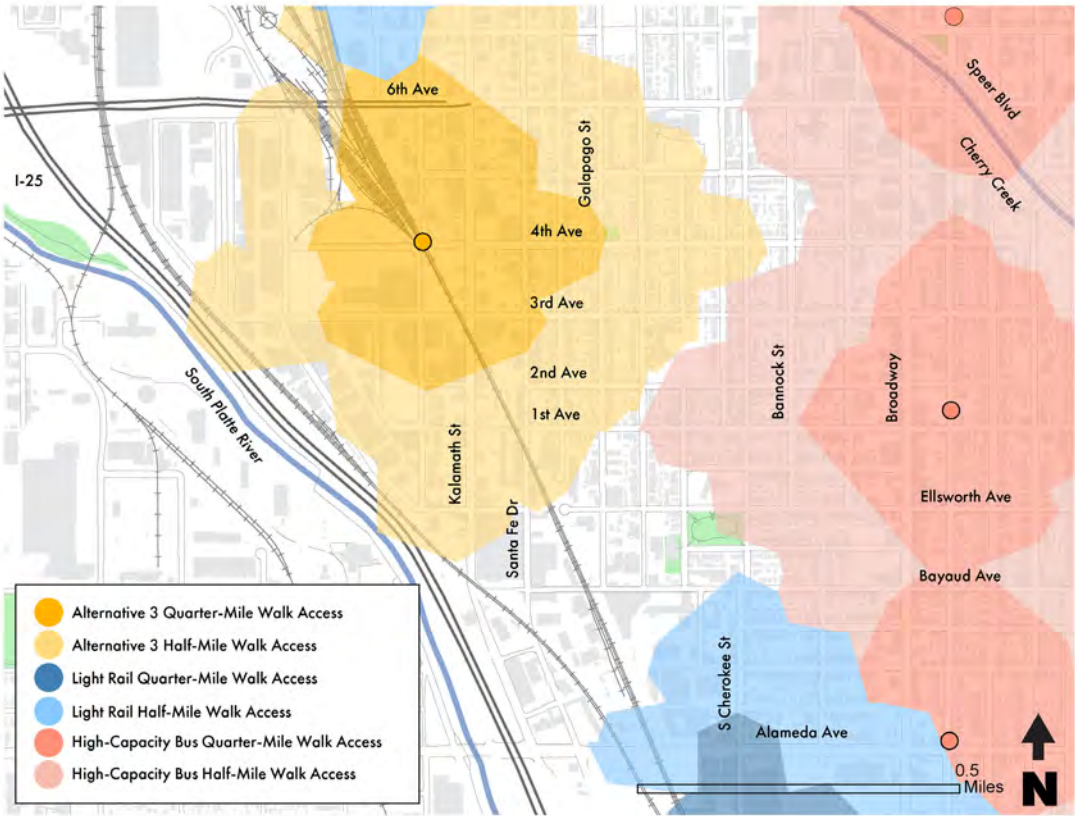 6th Ave
Speer Blvd
Galapago St
Cherry Creek
I-25
4th Ave
3rd Ave
2nd Ave
1st Ave
Bannock St
Broadway
South Platte River
Kalamath St
Santa Fe Dr
Ellsworth Ave
Bayaud Ave
S Cherokee St
Alameda Ave
Alternative 3 Quarter-Mile Walk Access
Alternative 3 Half-Mile Walk Access
Light Rail Quarter-Mile Walk Access
Light Rail Half-Mile Walk Access
High-Capacity Bus Quarter-Mile Walk Access
High-Capacity Bus Half-Mile Walk Access
0.5
Miles
N